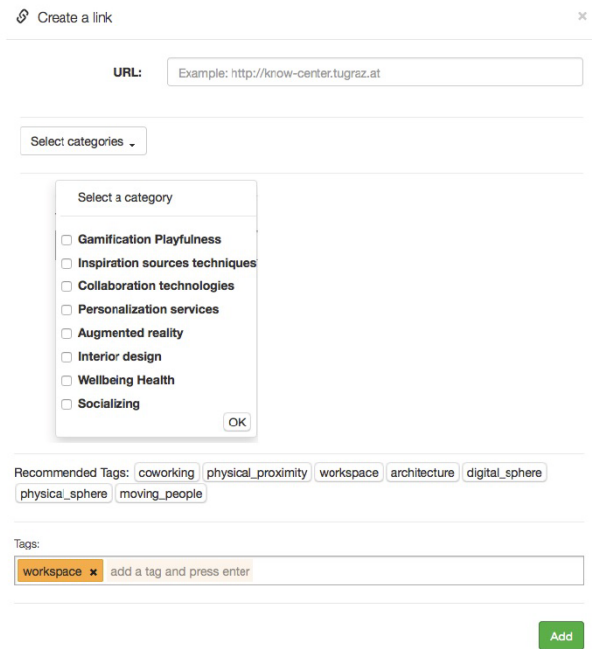 Create a link ×
URL: Example: http://know-center.tugraz.at
Select categories
Select a category
Gamification Playfulness
Inspiration sources techniques
Collaboration technologies
Personalization services
Augmented reality
Interior design
Wellbeing Health
Socializing
OK
Recommended Tags: coworking physical_proximity workspace architecture digital_sphere
physical_sphere moving_people
Tags:
workspace × add a tag and press enter
Add